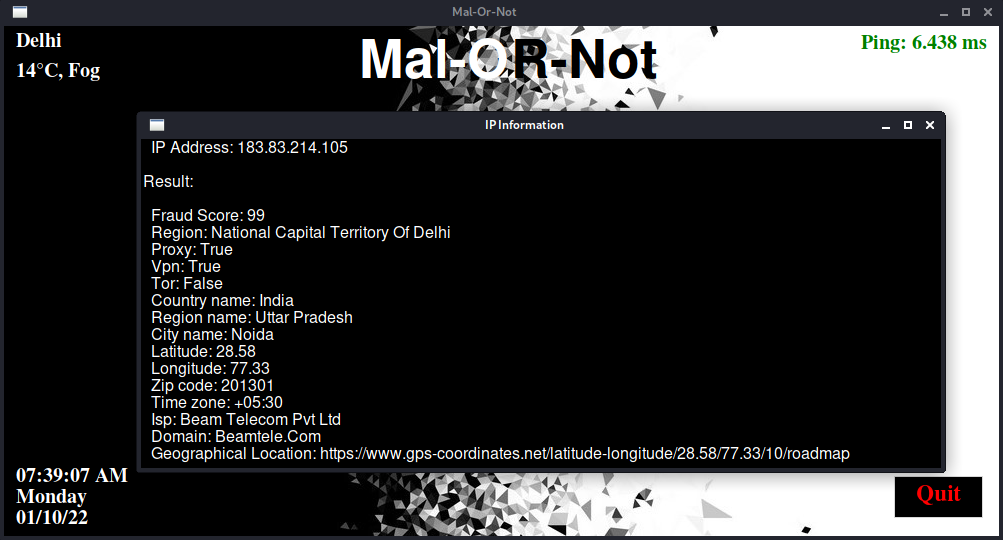 Mal-Or-Not
Delhi
14°C, Fog
Mal-OR-Not
Ping: 6.438 ms
IP Information
IP Address: 183.83.214.105
Result:
Fraud Score: 99
Region: National Capital Territory Of Delhi
Proxy: True
Vpn: True
Tor: False
Country name: India
Region name: Uttar Pradesh
City name: Noida
Latitude: 28.58
Longitude: 77.33
Zip code: 201301
Time zone: +05:30
Isp: Beam Telecom Pvt Ltd
Domain: Beamtele.Com
Geographical Location: https://www.gps-coordinates.net/latitude-longitude/28.58/77.33/10/roadmap
07:39:07 AM
Monday
01/10/22
Quit